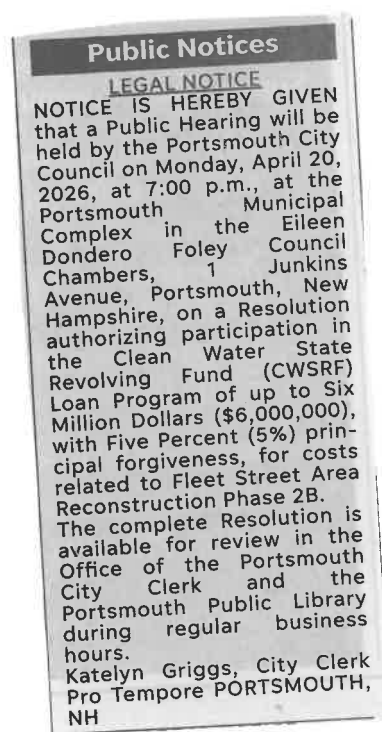 Public Notices
LEGAL NOTICE
NOTICE IS HEREBY GIVEN
that a Public Hearing will be
held by the Portsmouth City
Council on Monday, April 20,
2026, at 7:00 p.m., at the
Portsmouth Municipal
Complex in the Eileen
Dondero Foley Council
Chambers, 1 Junkins
Avenue, Portsmouth, New
Hampshire, on a Resolution
authorizing participation in
the Clean Water State
Revolving Fund (CWSRF)
Loan Program of up to Six
Million Dollars ($6,000,000),
with Five Percent (5%) prin-
cipal forgiveness, for costs
related to Fleet Street Area
Reconstruction Phase 2B.
The complete Resolution is
available for review in the
Office of the Portsmouth
City Clerk and the
Portsmouth Public Library
during regular business
hours.
Katelyn Griggs, City Clerk
Pro Tempore PORTSMOUTH,
NH